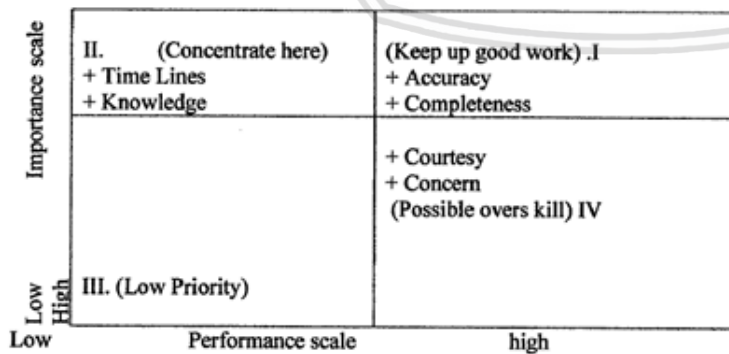 Importance scale
II. (Concentrate here)
+ Time Lines
+ Knowledge
(Keep up good work) .I
+ Accuracy
+ Completeness
+ Courtesy
+ Concern
(Possible overs kill) IV
III. (Low Priority)
Low
High
Low Performance scale high